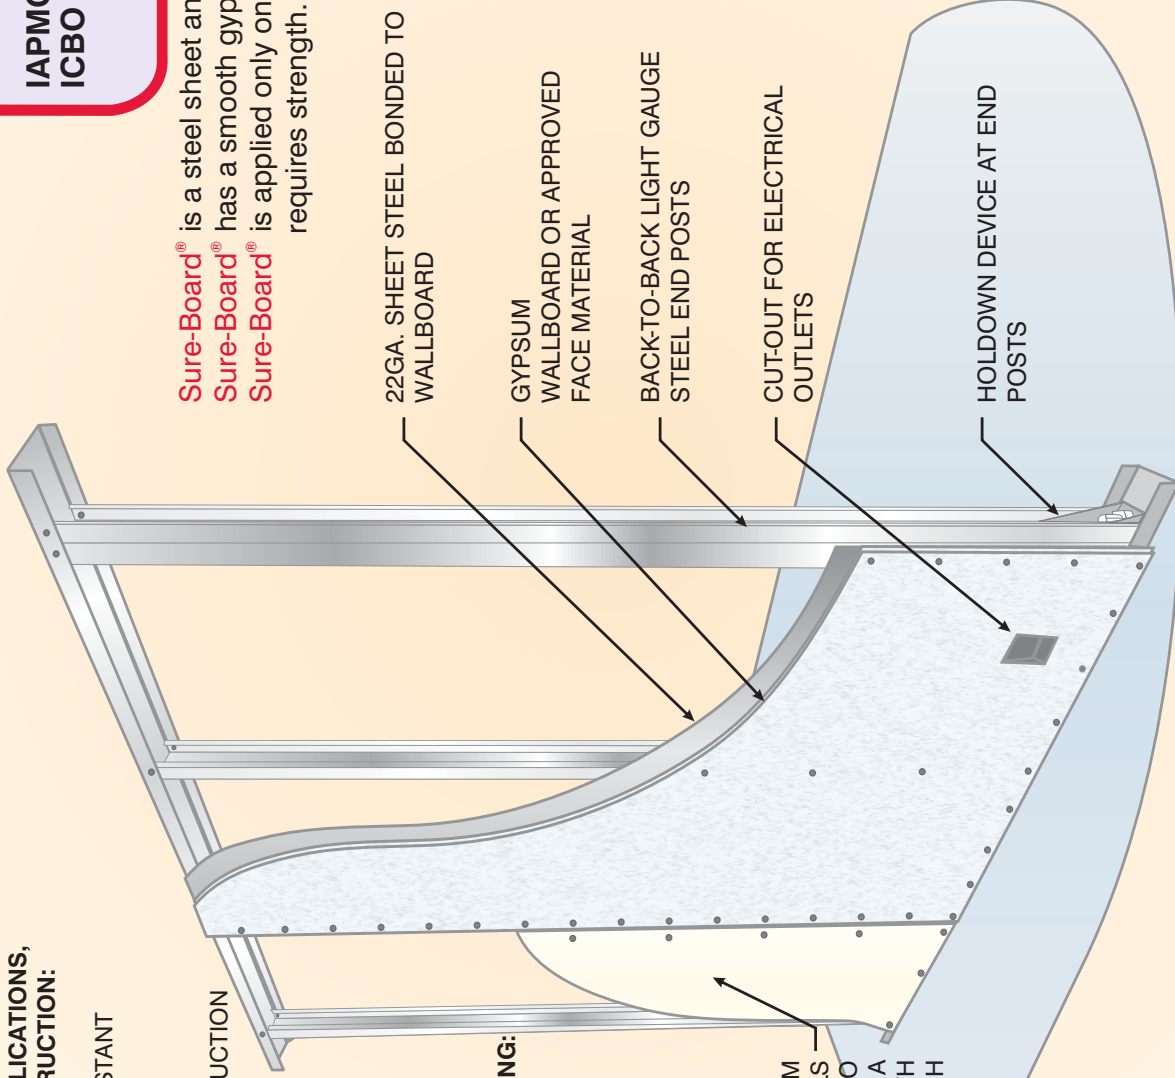 IAPMO
ICBO
Sure-Board® is a steel sheet an
Sure-Board® has a smooth gyp
Sure-Board® is applied only on
requires strength.
22GA. SHEET STEEL BONDED TO
WALLBOARD
GYPSUM
WALLBOARD OR APPROVED
FACE MATERIAL
BACK-TO-BACK LIGHT GAUGE
STEEL END POSTS
CUT-OUT FOR ELECTRICAL
OUTLETS
HOLDOWN DEVICE AT END
POSTS
LICATIONS,
RUCTION:
STANT
UCTION
NG:
M
LS
O
A
TH
H